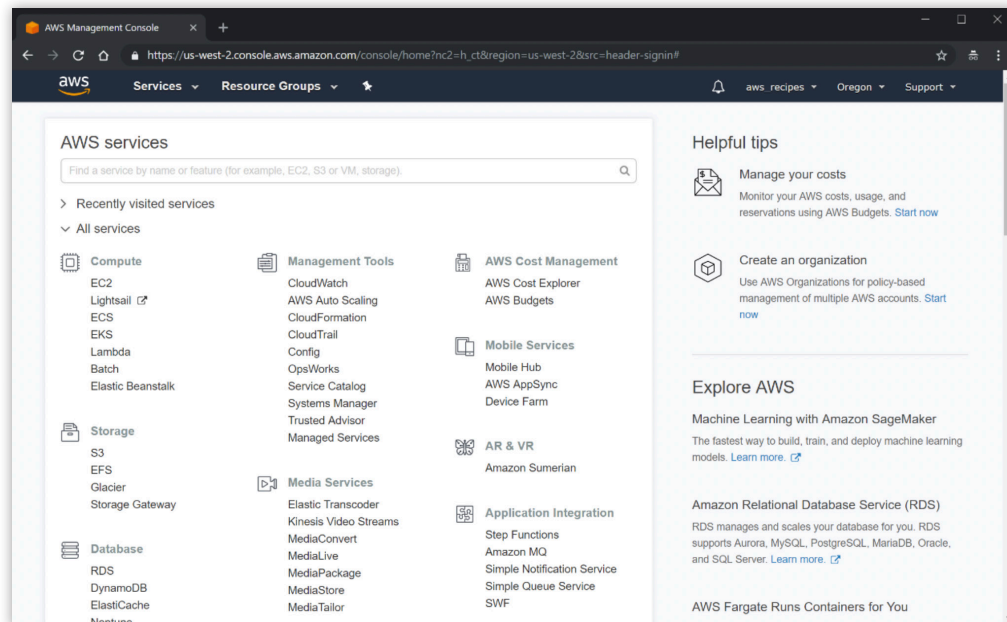 AWS Management Console
https://us-west-2.console.aws.amazon.com/console/home?nc2=h_ct&region=us-west-2&src=header-signin#
aws
Services
Resource Groups
aws_recipes
Oregon
Support
AWS services
Find a service by name or feature (for example, EC2, S3 or VM, storage).
Recently visited services
All services
Compute
EC2
Lightsail
ECS
EKS
Lambda
Batch
Elastic Beanstalk
Storage
S3
EFS
Glacier
Storage Gateway
Database
RDS
DynamoDB
ElastiCache
Neptune
Management Tools
CloudWatch
AWS Auto Scaling
CloudFormation
CloudTrail
Config
OpsWorks
Service Catalog
Systems Manager
Trusted Advisor
Managed Services
Media Services
Elastic Transcoder
Kinesis Video Streams
MediaConvert
MediaLive
MediaPackage
MediaStore
MediaTailor
AWS Cost Management
AWS Cost Explorer
AWS Budgets
Mobile Services
Mobile Hub
AWS AppSync
Device Farm
AR & VR
Amazon Sumerian
Application Integration
Step Functions
Amazon MQ
Simple Notification Service
Simple Queue Service
SWF
Helpful tips
Manage your costs
Monitor your AWS costs, usage, and
reservations using AWS Budgets. Start now
Create an organization
Use AWS Organizations for policy-based
management of multiple AWS accounts. Start
now
Explore AWS
Machine Learning with Amazon SageMaker
The fastest way to build, train, and deploy machine learning
models. Learn more.
Amazon Relational Database Service (RDS)
RDS manages and scales your database for you. RDS
supports Aurora, MySQL, PostgreSQL, MariaDB, Oracle,
and SQL Server. Learn more.
AWS Fargate Runs Containers for You